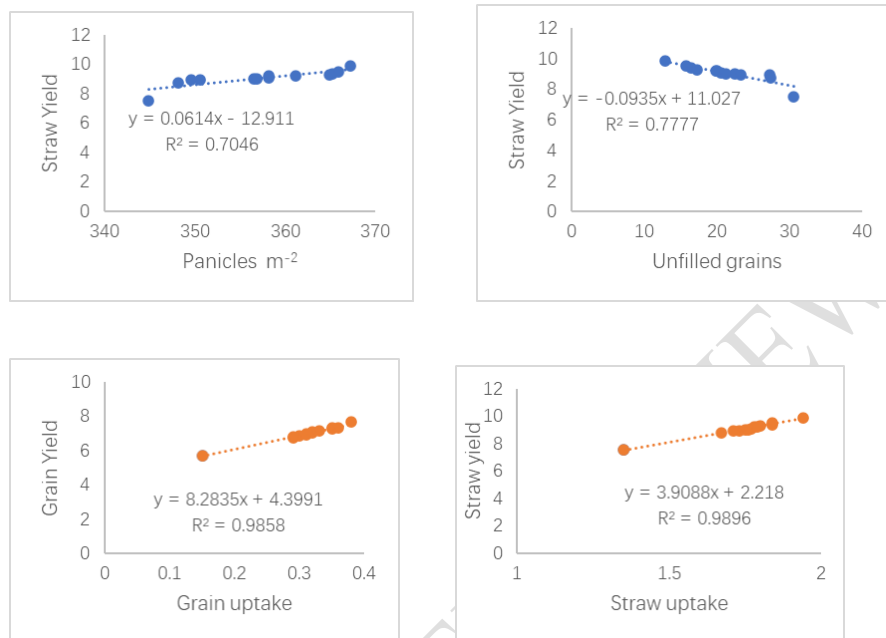 12
10
8
6
4
2
0
Straw Yield
y = 0.0614x - 12.911
R² = 0.7046
340 350 360 370
Panicles m⁻²
12
10
8
6
4
2
0
Straw Yield
y = -0.0935x + 11.027
R² = 0.7777
0 10 20 30 40
Unfilled grains
10
8
6
4
2
0
Grain Yield
y = 8.2835x + 4.3991
R² = 0.9858
0 0.1 0.2 0.3 0.4
Grain uptake
12
10
8
6
4
2
0
Straw yield
y = 3.9088x + 2.218
R² = 0.9896
1 1.5 2
Straw uptake